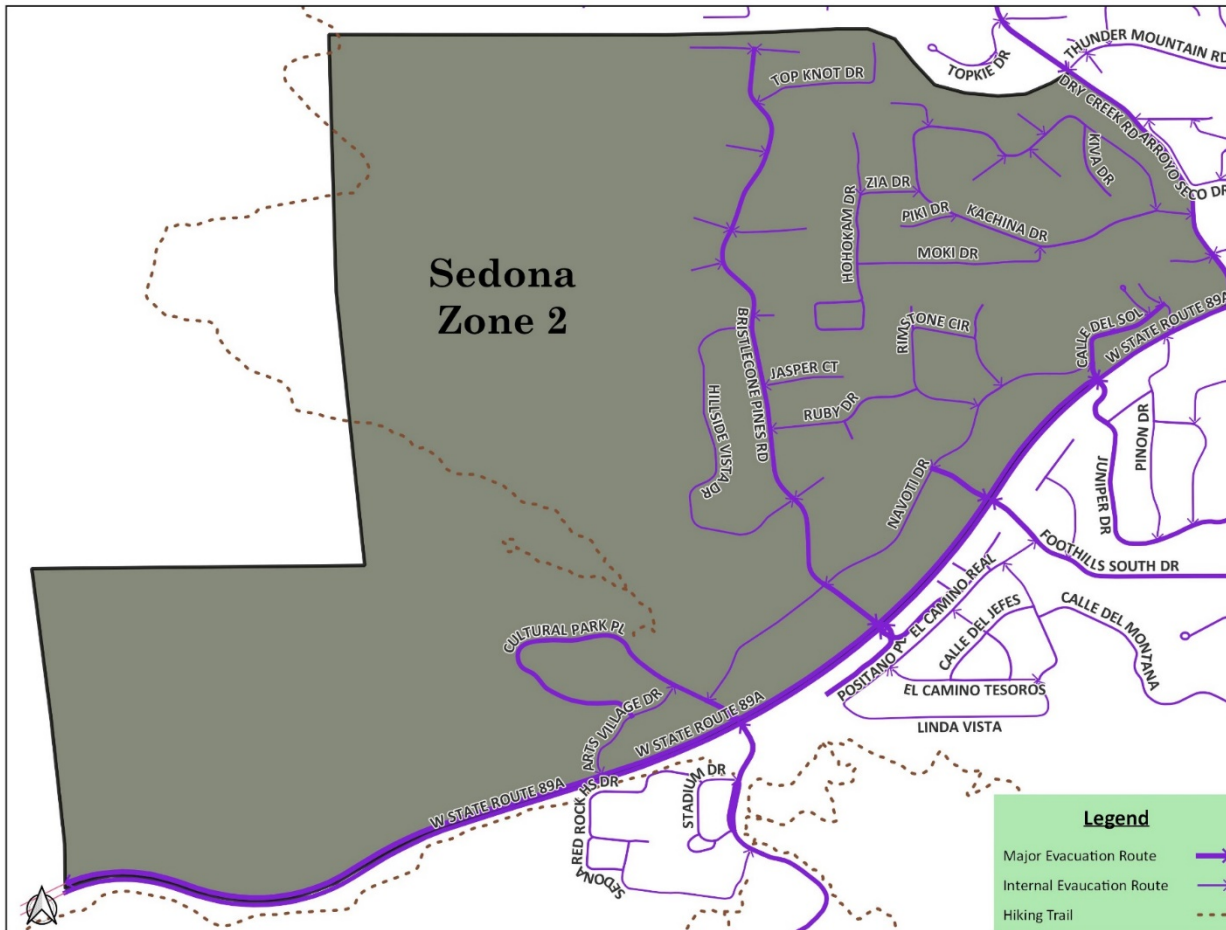 THUNDER MOUNTAIN RD
TOPKIE DR
TOP KNOT DR
DRY CREEK RD
ARROYO SECO DR
KIVA DR
ZIA DR
HOHOKAM DR
PIKI DR
KACHINA DR
MOKI DR
Sedona
Zone 2
BRISTLECONE PINES RD
RIMSTONE CIR
CALLE DEL SOL
W STATE ROUTE 89A
JASPER CT
HILLSIDE VISTA DR
RUBY DR
PINON DR
JUNIPER DR
NAVOTI DR
FOOTHILLS SOUTH DR
EL CAMINO REAL
CALLE DEL JEFES
CALLE DEL MONTANA
CULTURAL PARK PL
POSITANO PL
EL CAMINO TESOROS
LINDA VISTA
ARTS VILLAGE DR
W STATE ROUTE 89A
W STATE ROUTE 89A
STADIUM DR
SEDONA RED ROCK HS DR
Legend
Major Evacuation Route
Internal Evaucation Route
Hiking Trail